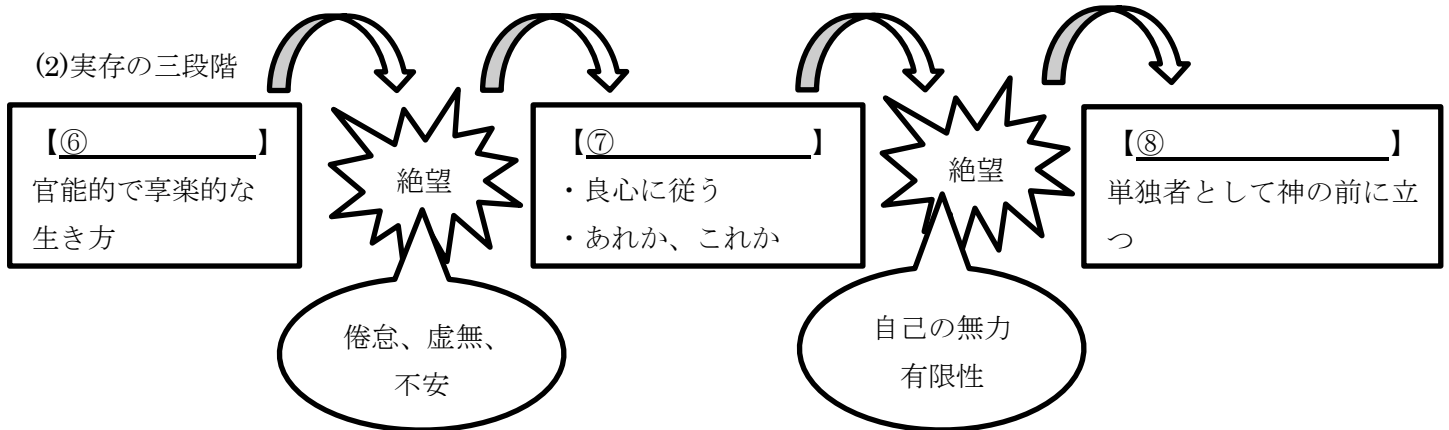 (2)実存の三段階
【⑥ 】
官能的で享楽的な
生き方
絶望
倦怠、虚無、
不安
【⑦ 】
・良心に従う
・あれか、これか
絶望
自己の無力
有限性
【⑧ 】
単独者として神の前に立
つ